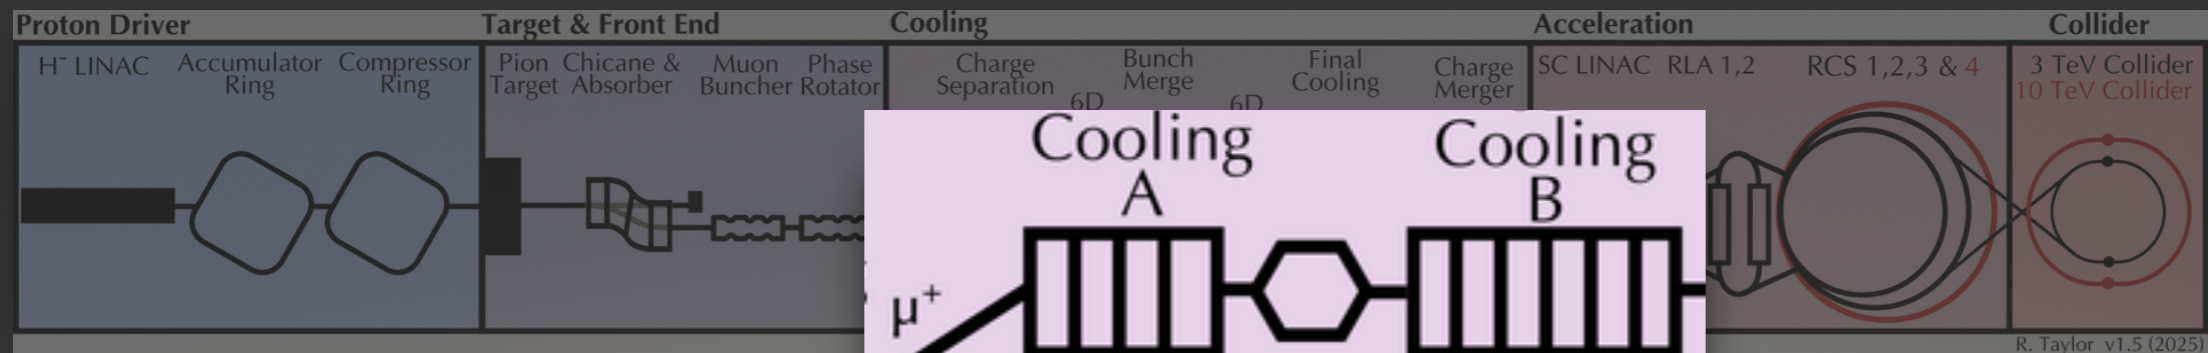 Proton Driver
Target & Front End
Cooling
Acceleration
Collider
H⁻ LINAC
Accumulator
Ring
Compressor
Ring
Pion
Target
Chicane &
Absorber
Muon
Buncher
Phase
Rotator
Charge
Separation
6D
Bunch
Merge
6D
Final
Cooling
Charge
Merger
SC LINAC
RLA 1,2
RCS 1,2,3 & 4
3 TeV Collider
10 TeV Collider
Cooling
A
Cooling
B
μ⁺
R. Taylor v1.5 (2025)